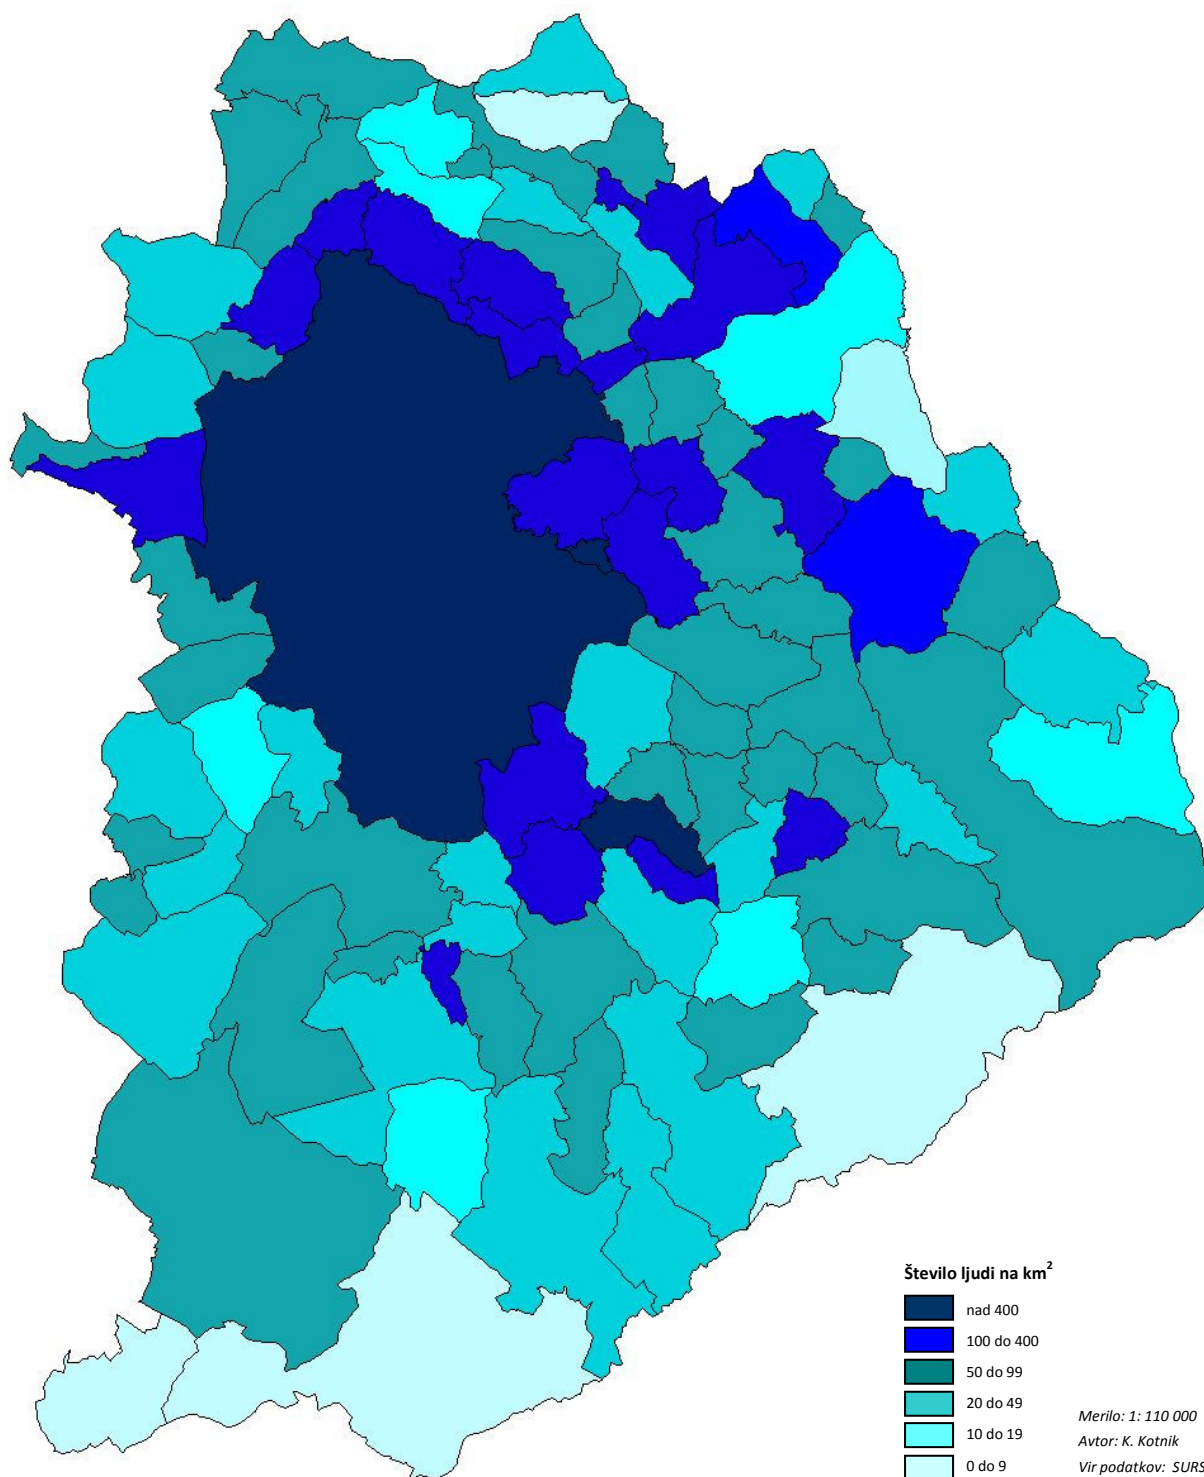 Število ljudi na km²
nad 400
100 do 400
50 do 99
20 do 49
10 do 19
0 do 9
Merilo: 1: 110 000
Avtor: K. Kotnik
Vir podatkov: SURS